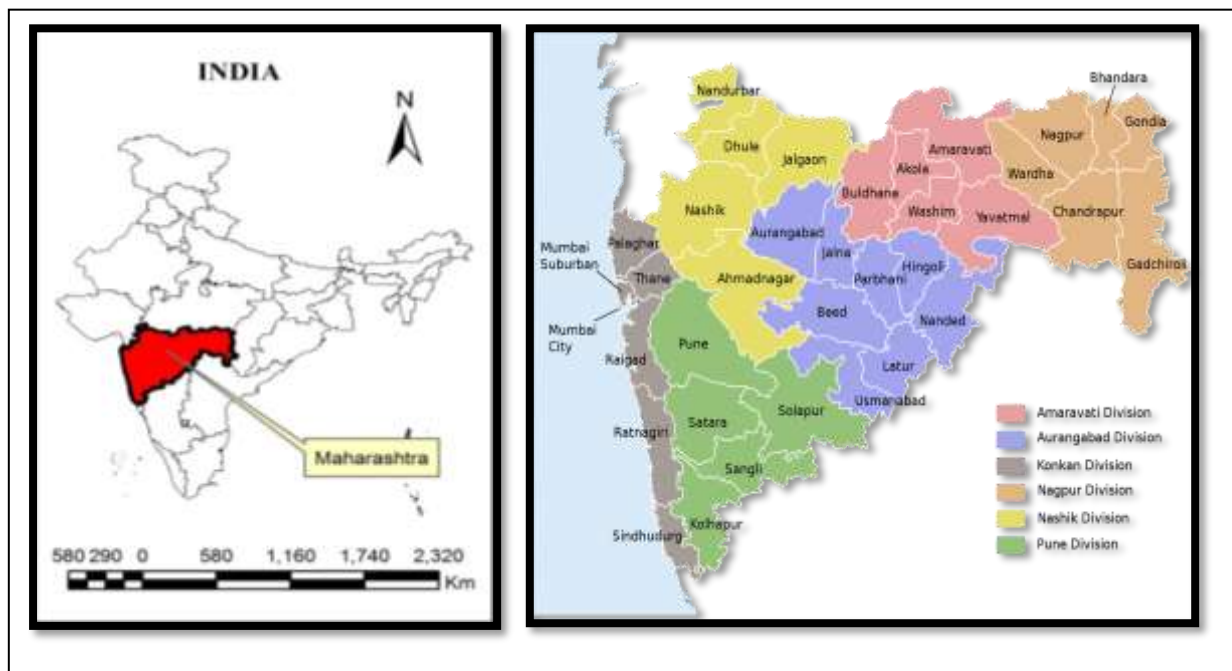 INDIA
N
Maharashtra
580 290 0 580 1,160 1,740 2,320
Km
Nandurbar
Dhule
Jalgaon
Nashik
Ahmadnagar
Buldhana
Akola
Amaravati
Washim
Yavatmal
Bhandara
Nagpur
Gondia
Wardha
Chandrapur
Gadchiroli
Aurangabad
Jalna
Parbhani
Hingoli
Beed
Nanded
Latur
Usmanabad
Palaghar
Mumbai
Suburban
Thane
Mumbai
City
Raigad
Ratnagiri
Sindhudurg
Pune
Satara
Solapur
Sangli
Kolhapur
Amaravati Division
Aurangabad Division
Konkan Division
Nagpur Division
Nashik Division
Pune Division